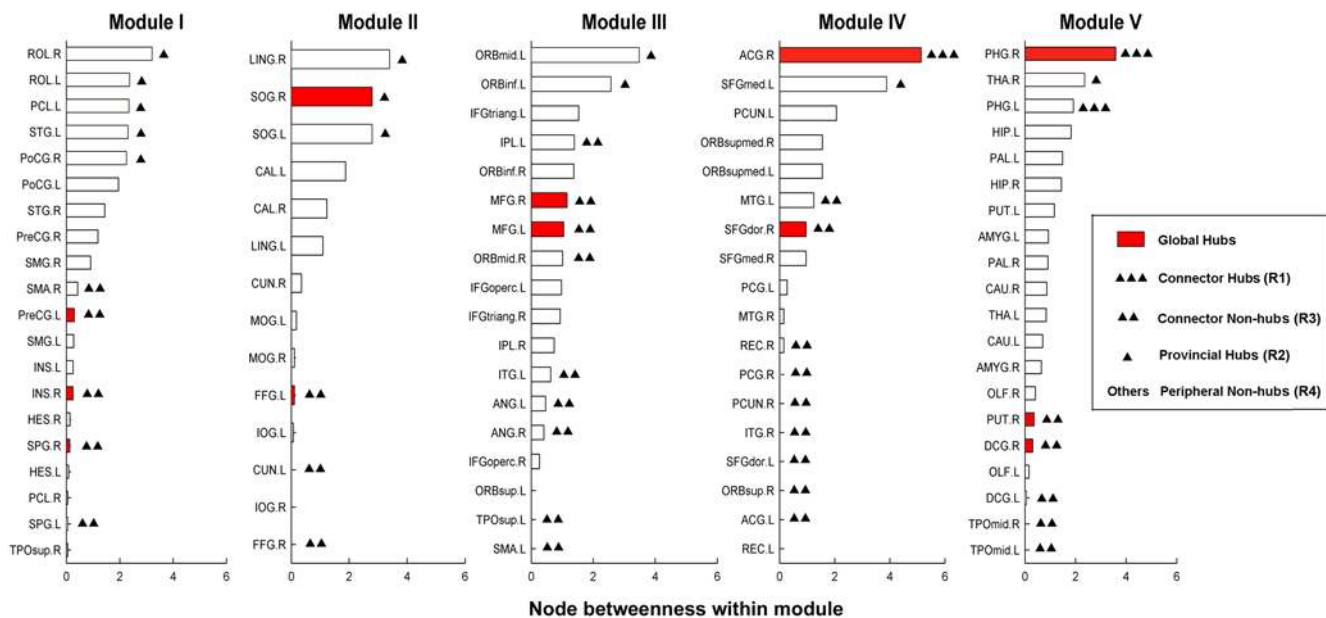 Module I
Module II
Module III
Module IV
Module V
ROL.R
ROL.L
PCL.L
STG.L
PoCG.R
PoCG.L
STG.R
PreCG.R
SMG.R
SMA.R
PreCG.L
SMG.L
INS.L
INS.R
HES.R
SPG.R
HES.L
PCL.R
SPG.L
TPOsup.R
0 2 4 6
LING.R
SOG.R
SOG.L
CAL.L
CAL.R
LING.L
CUN.R
MOG.L
MOG.R
FFG.L
IOG.L
CUN.L
IOG.R
FFG.R
0 2 4 6
ORBmid.L
ORBinf.L
IFGtriang.L
IPL.L
ORBinf.R
MFG.R
MFG.L
ORBmid.R
IFGoperc.L
IFGtriang.R
IPL.R
ITG.L
ANG.L
ANG.R
IFGoperc.R
ORBsup.L
TPOsup.L
SMA.L
0 2 4 6
ACG.R
SFGmed.L
PCUN.L
ORBsupmed.R
ORBsupmed.L
MTG.L
SFGdor.R
SFGmed.R
PCG.L
MTG.R
REC.R
PCG.R
PCUN.R
ITG.R
SFGdor.L
ORBsup.R
ACG.L
REC.L
0 2 4 6
PHG.R
THA.R
PHG.L
HIP.L
PAL.L
HIP.R
PUT.L
AMYG.L
PAL.R
CAU.R
THA.L
CAU.L
AMYG.R
OLF.R
PUT.R
DCG.R
OLF.L
DCG.L
TPOmid.R
TPOmid.L
0 2 4 6
Global Hubs
Connector Hubs (R1)
Connector Non-hubs (R3)
Provincial Hubs (R2)
Others Peripheral Non-hubs (R4)
Node betweenness within module